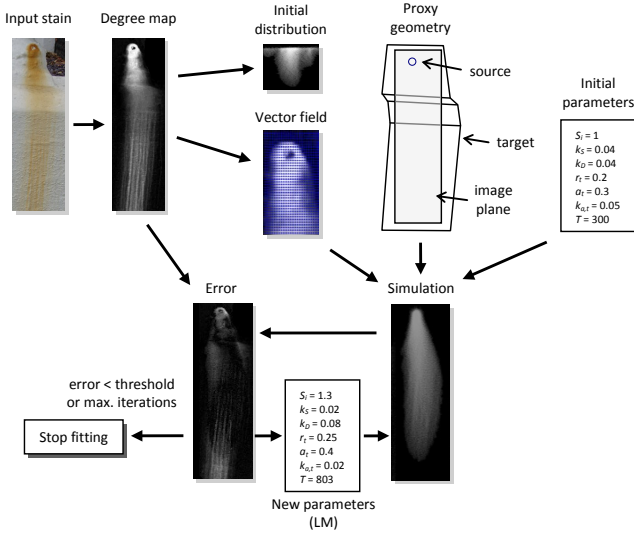 Input stain
Degree map
Initial
distribution
Proxy
geometry
source
Initial
parameters
Vector field
target
image
plane
S_i = 1
k_S = 0.04
k_D = 0.04
r_t = 0.2
a_t = 0.3
k_{a,t} = 0.05
T = 300
Error
Simulation
error < threshold
or max. iterations
Stop fitting
S_i = 1.3
k_S = 0.02
k_D = 0.08
r_t = 0.25
a_t = 0.4
k_{a,t} = 0.02
T = 803
New parameters
(LM)